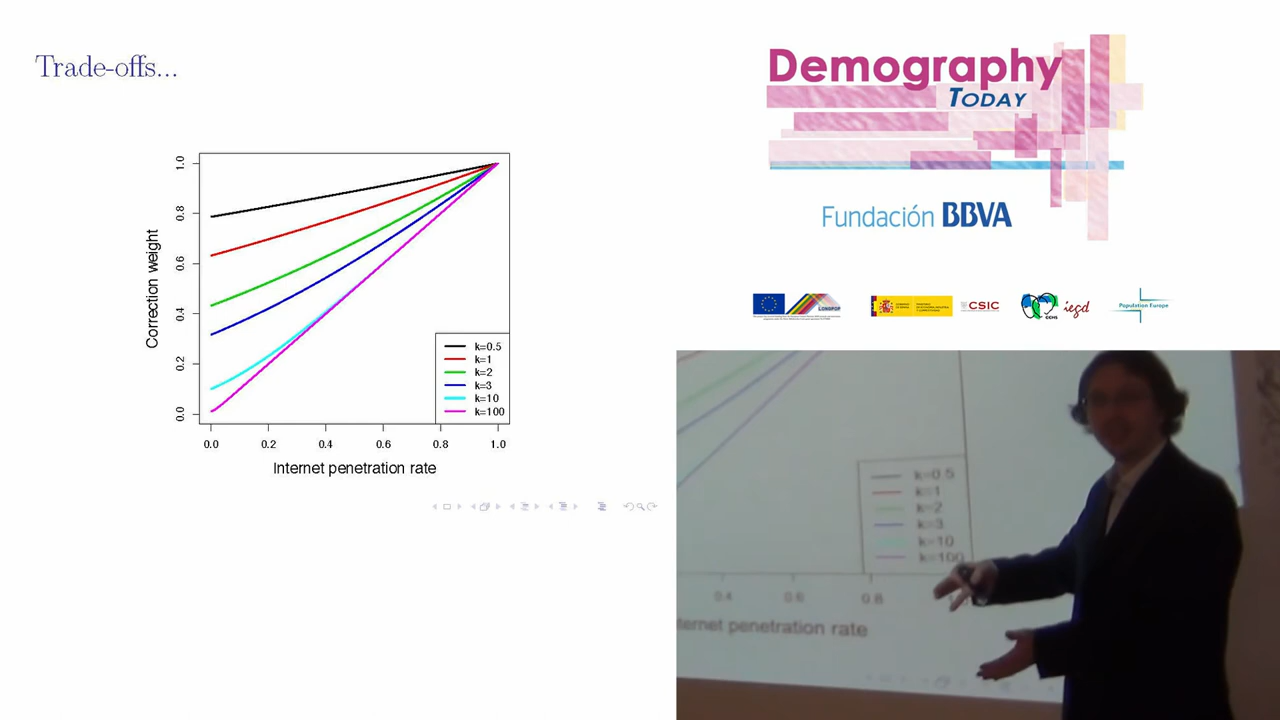 Trade-offs...
Correction weight
0.0
0.2
0.4
0.6
0.8
1.0
k=0.5
k=1
k=2
k=3
k=10
k=100
0.0 0.2 0.4 0.6 0.8 1.0
Internet penetration rate
Demography
TODAY
Fundación BBVA
CSIC
CCHS
iegd
Population Europe
k=0.5
k=1
k=2
k=3
k=10
k=100
0.4 0.6 0.8
ternet penetration rate